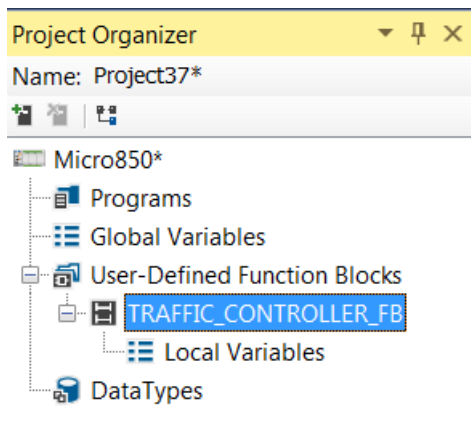 Project Organizer
Name: Project37*
Micro850*
Programs
Global Variables
User-Defined Function Blocks
TRAFFIC_CONTROLLER_FB
Local Variables
DataTypes